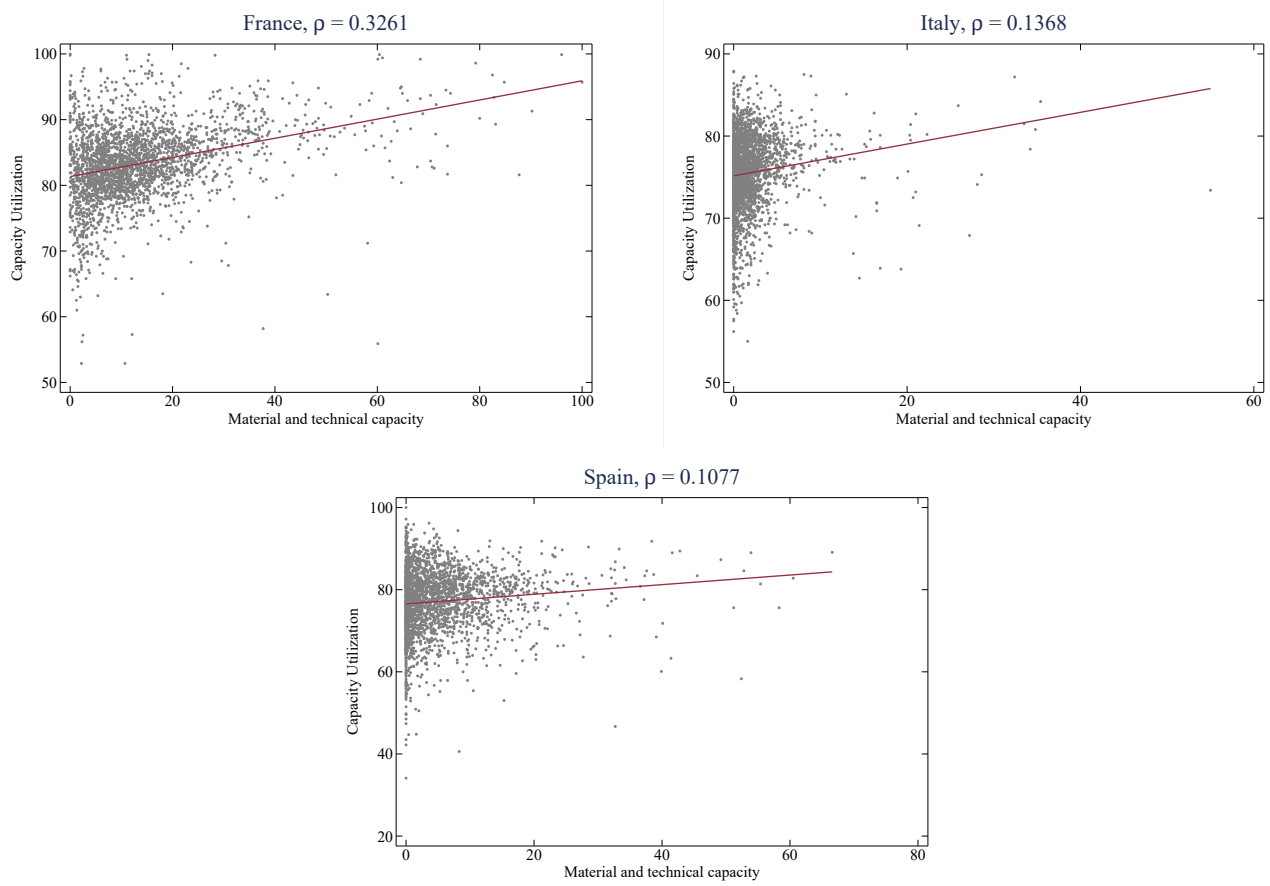 France, ρ = 0.3261
100
90
80
70
60
50
Capacity Utilization
0 20 40 60 80 100
Material and technical capacity
Italy, ρ = 0.1368
90
80
70
60
50
Capacity Utilization
0 20 40 60
Material and technical capacity
Spain, ρ = 0.1077
100
80
60
40
20
Capacity Utilization
0 20 40 60 80
Material and technical capacity